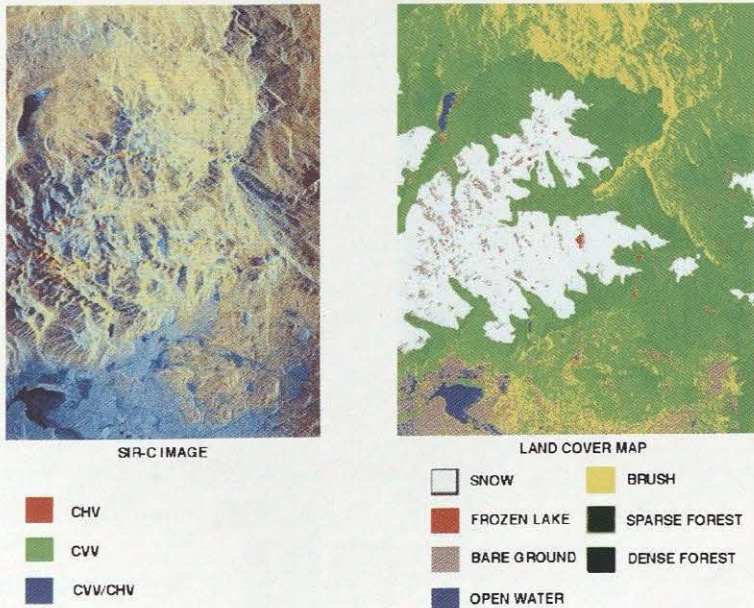 SIR-C IMAGE
CHV
CVV
CVV/CHV
LAND COVER MAP
SNOW
BRUSH
FROZEN LAKE
SPARSE FOREST
BARE GROUND
DENSE FOREST
OPEN WATER